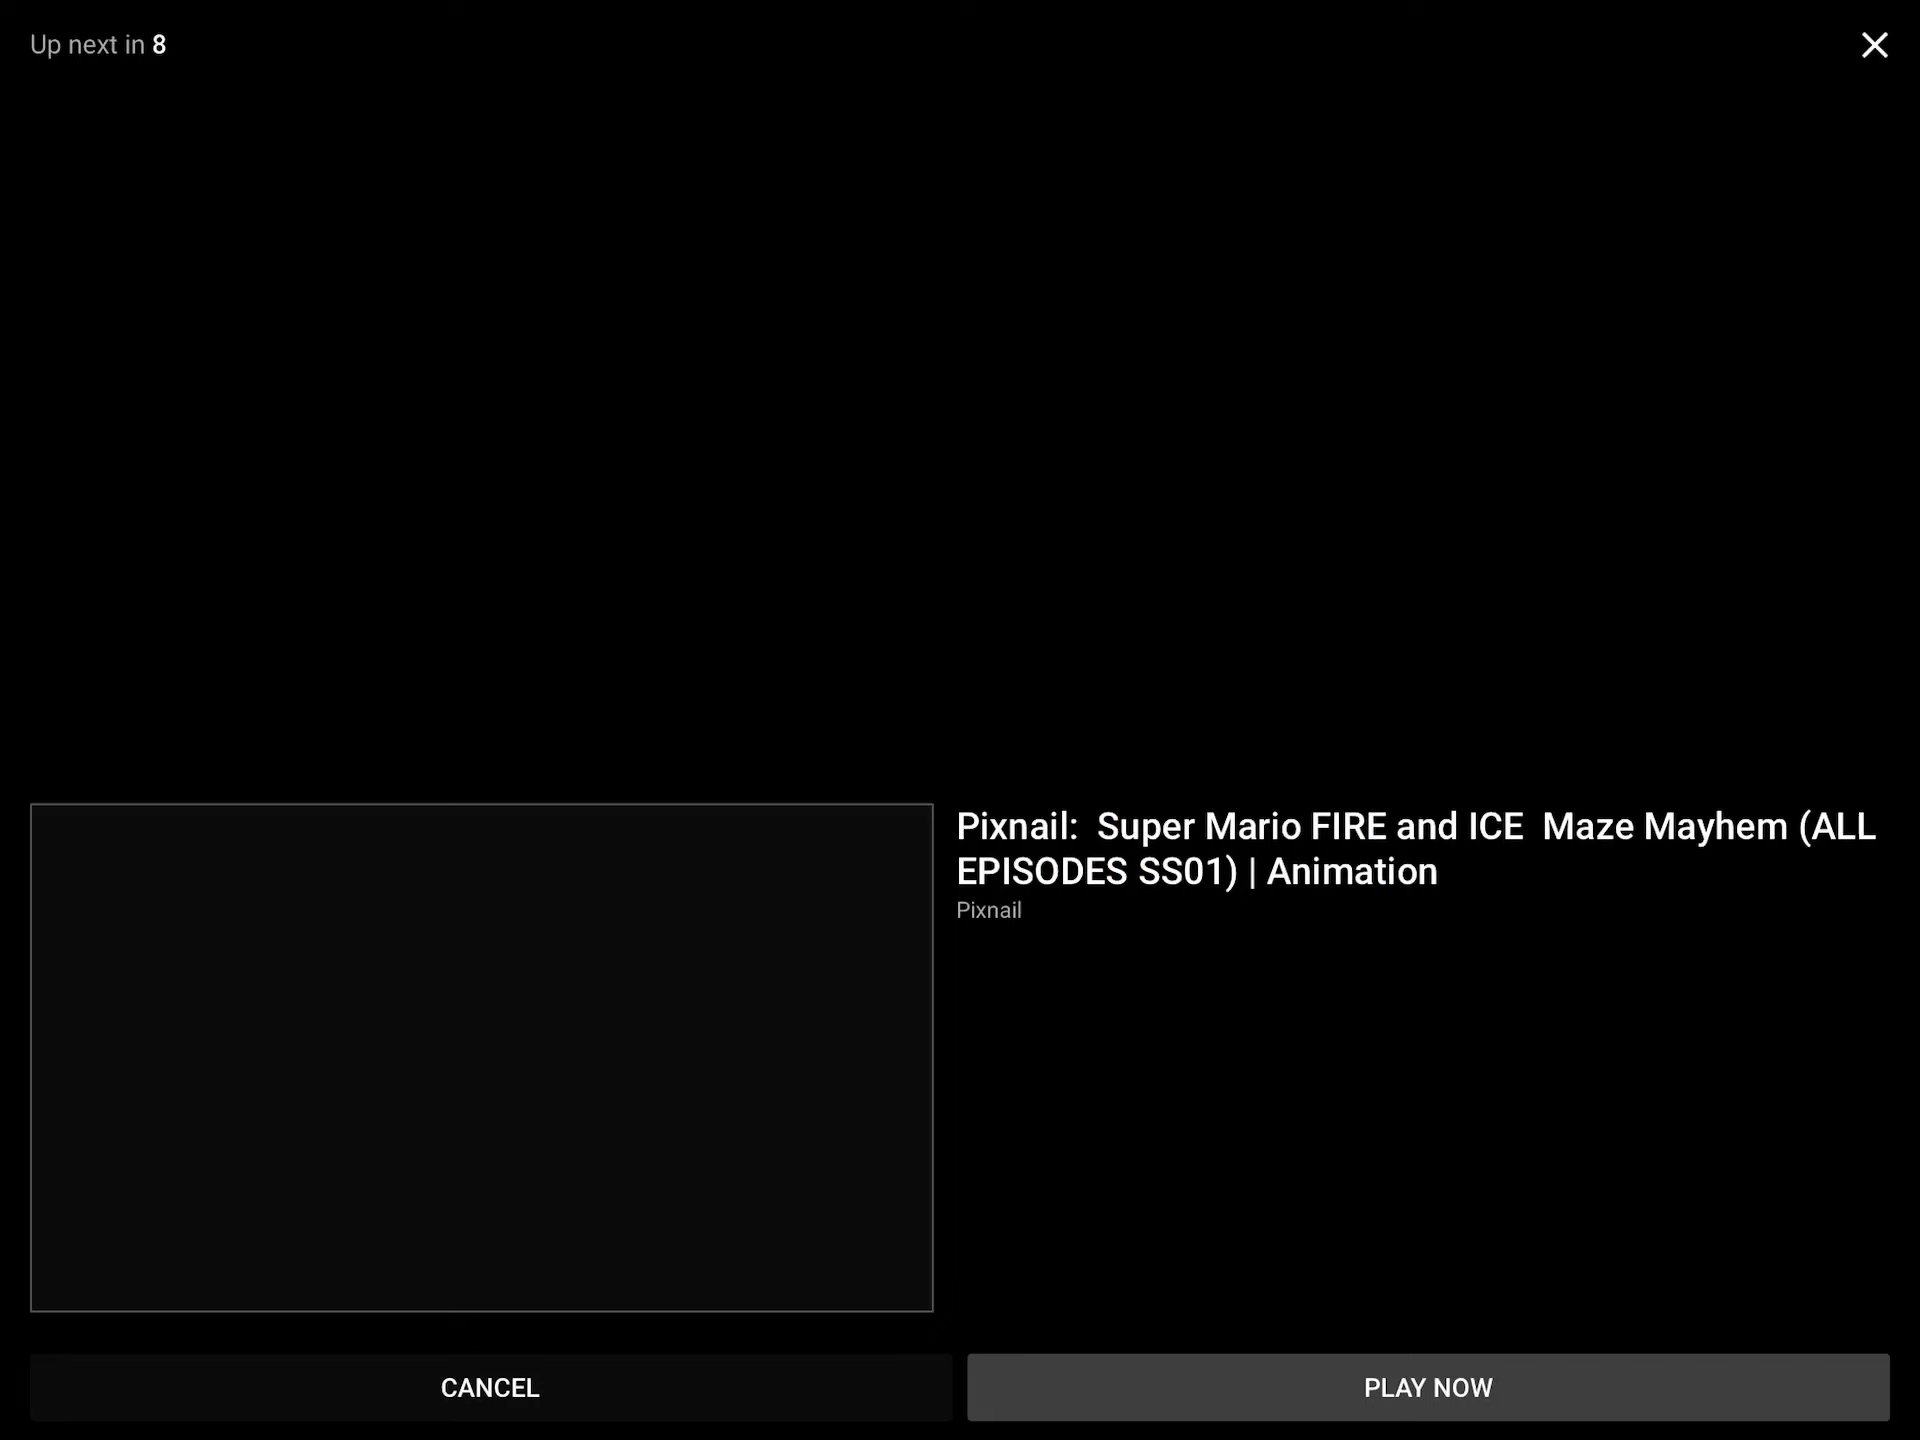 Up next in 8
Pixnail:  Super Mario FIRE and ICE  Maze Mayhem (ALL
EPISODES SS01) | Animation
Pixnail
CANCEL
PLAY NOW